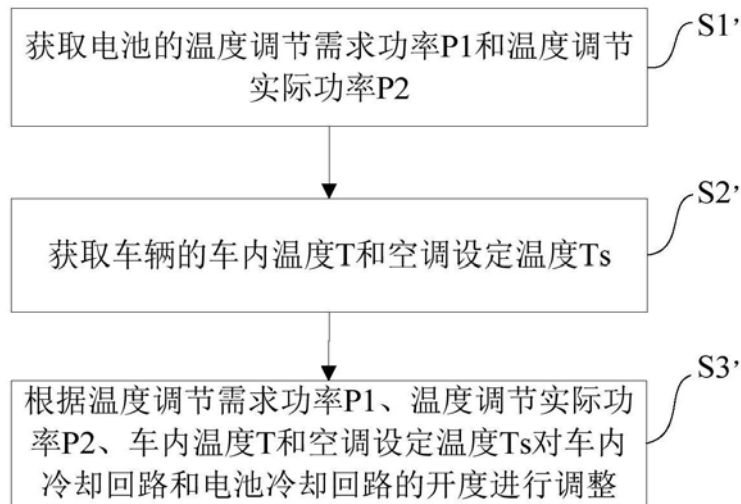 获取电池的温度调节需求功率P1和温度调节
实际功率P2
S1’
获取车辆的车内温度T和空调设定温度Ts
S2’
根据温度调节需求功率P1、温度调节实际功
率P2、车内温度T和空调设定温度Ts对车内
冷却回路和电池冷却回路的开度进行调整
S3’